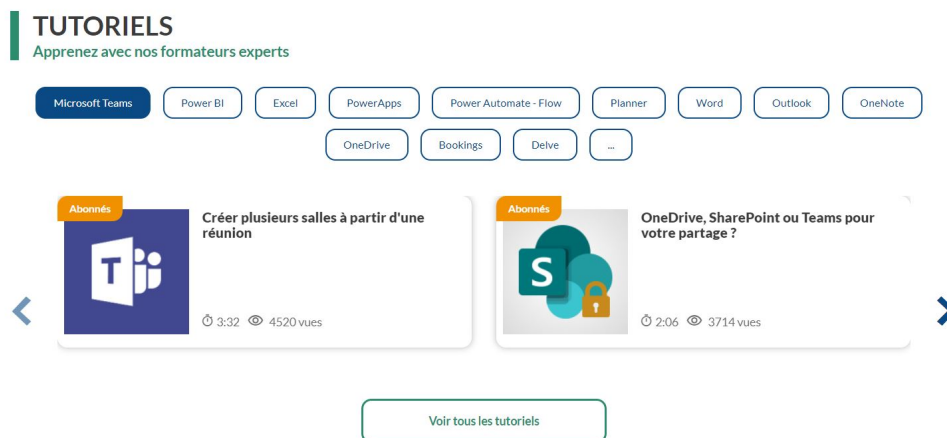 TUTORIELS
Apprenez avec nos formateurs experts
Microsoft Teams
Power BI
Excel
PowerApps
Power Automate - Flow
Planner
Word
Outlook
OneNote
OneDrive
Bookings
Delve
...
Abonnés
T
Créer plusieurs salles à partir d'une
réunion
3:32
4520 vues
Abonnés
S
OneDrive, SharePoint ou Teams pour
votre partage ?
2:06
3714 vues
Voir tous les tutoriels